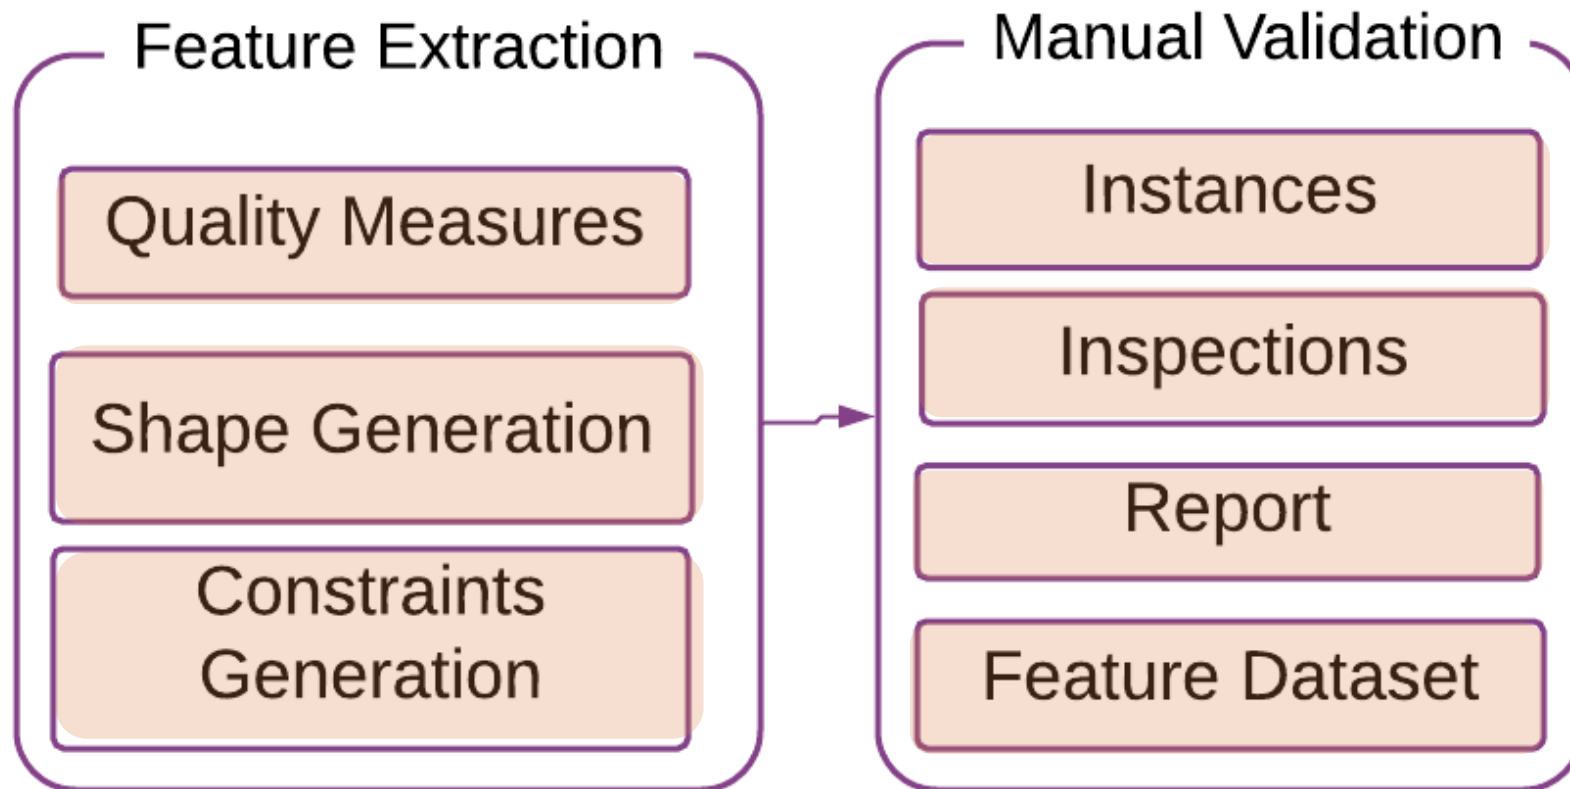 Feature Extraction
Quality Measures
Shape Generation
Constraints
Generation
Manual Validation
Instances
Inspections
Report
Feature Dataset